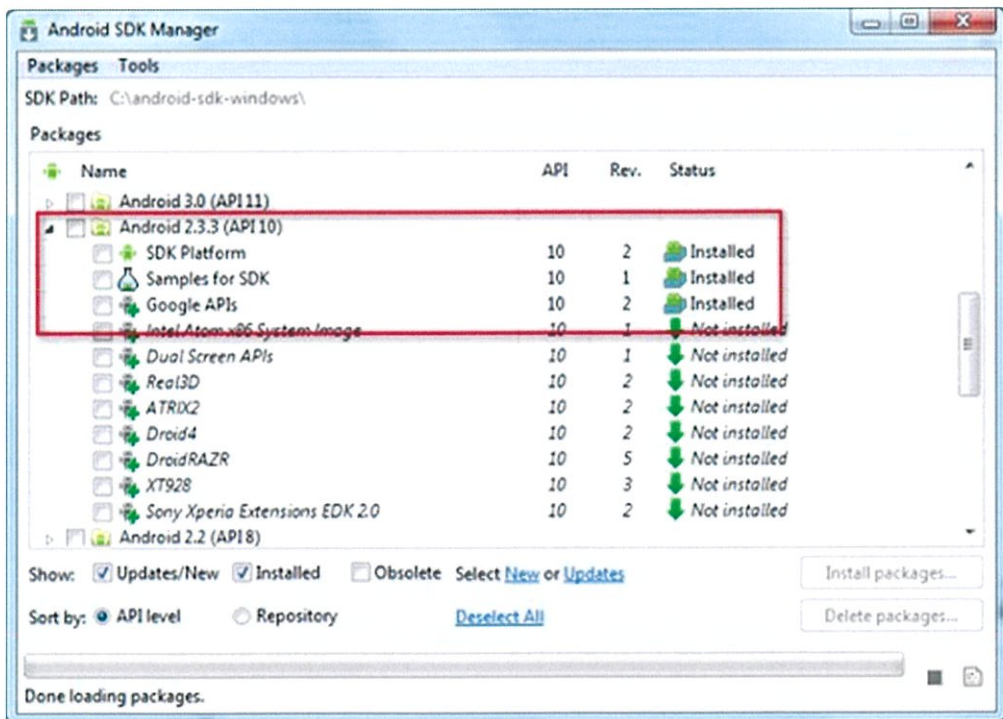 Android SDK Manager
Packages Tools
SDK Path: C:\android-sdk-windows\
Packages
Name API Rev. Status
Android 3.0 (API 11)
Android 2.3.3 (API 10)
SDK Platform 10 2 Installed
Samples for SDK 10 1 Installed
Google APIs 10 2 Installed
Intel Atom x86 System Image 10 1 Not installed
Dual Screen APIs 10 1 Not installed
Real3D 10 2 Not installed
ATRIX2 10 2 Not installed
Droid4 10 2 Not installed
DroidRAZR 10 5 Not installed
XT928 10 3 Not installed
Sony Xperia Extensions EDK 2.0 10 2 Not installed
Android 2.2 (API 8)
Show: Updates/New Installed Obsolete Select New or Updates Install packages...
Sort by: API level Repository Deselect All Delete packages...
Done loading packages.